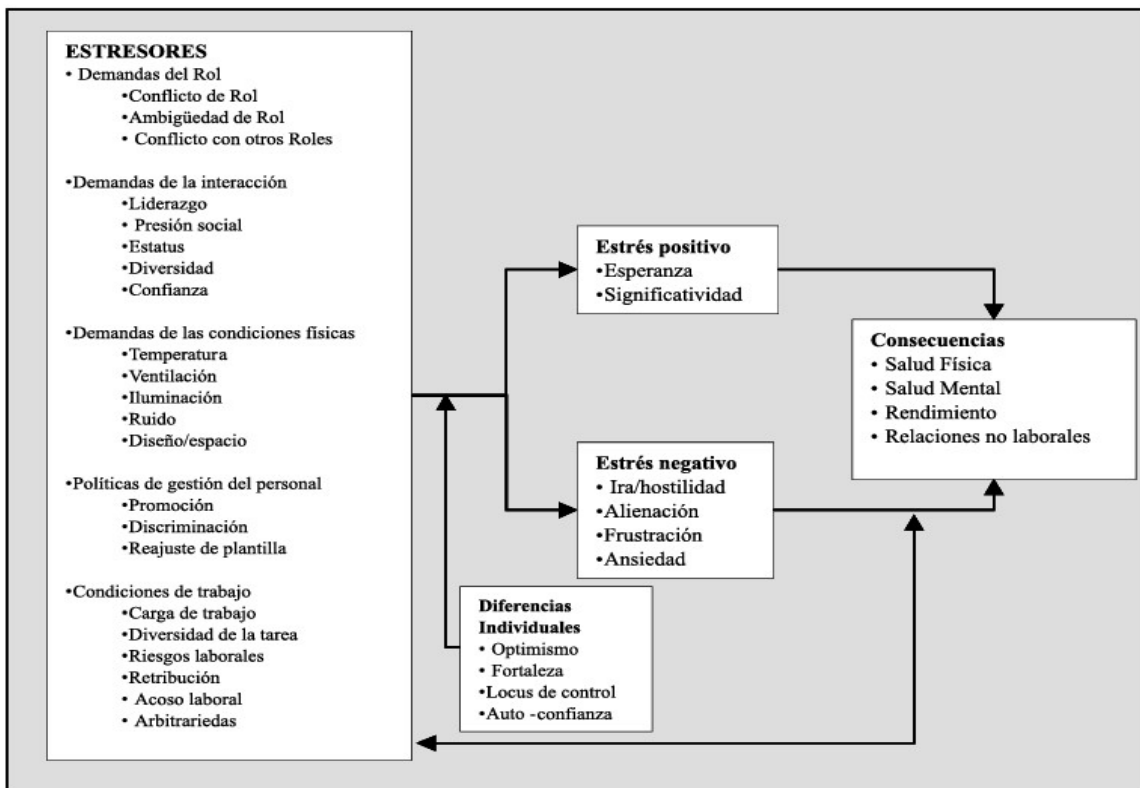 ESTRESORES
• Demandas del Rol
•Conflicto de Rol
•Ambigüedad de Rol
• Conflicto con otros Roles
•Demandas de la interacción
•Liderazgo
• Presión social
•Estatus
•Diversidad
•Confianza
•Demandas de las condiciones físicas
•Temperatura
•Ventilación
•Iluminación
•Ruido
•Diseño/espacio
•Políticas de gestión del personal
•Promoción
•Discriminación
•Reajuste de plantilla
•Condiciones de trabajo
•Carga de trabajo
•Diversidad de la tarea
•Riesgos laborales
•Retribución
• Acoso laboral
• Arbitrariedas
Estrés positivo
•Esperanza
•Significatividad
Estrés negativo
• Ira/hostilidad
•Alienación
•Frustración
•Ansiedad
Diferencias
Individuales
• Optimismo
• Fortaleza
•Locus de control
•Auto -confianza
Consecuencias
• Salud Física
• Salud Mental
• Rendimiento
• Relaciones no laborales